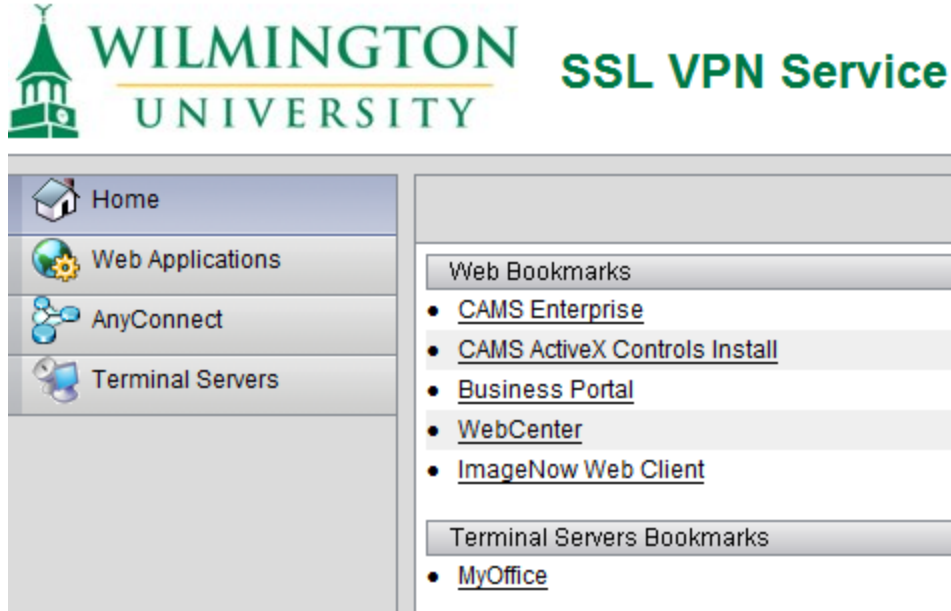 WILMINGTON
UNIVERSITY
SSL VPN Service
Home
Web Applications
AnyConnect
Terminal Servers
Web Bookmarks
• CAMS Enterprise
• CAMS ActiveX Controls Install
• Business Portal
• WebCenter
• ImageNow Web Client
Terminal Servers Bookmarks
• MyOffice